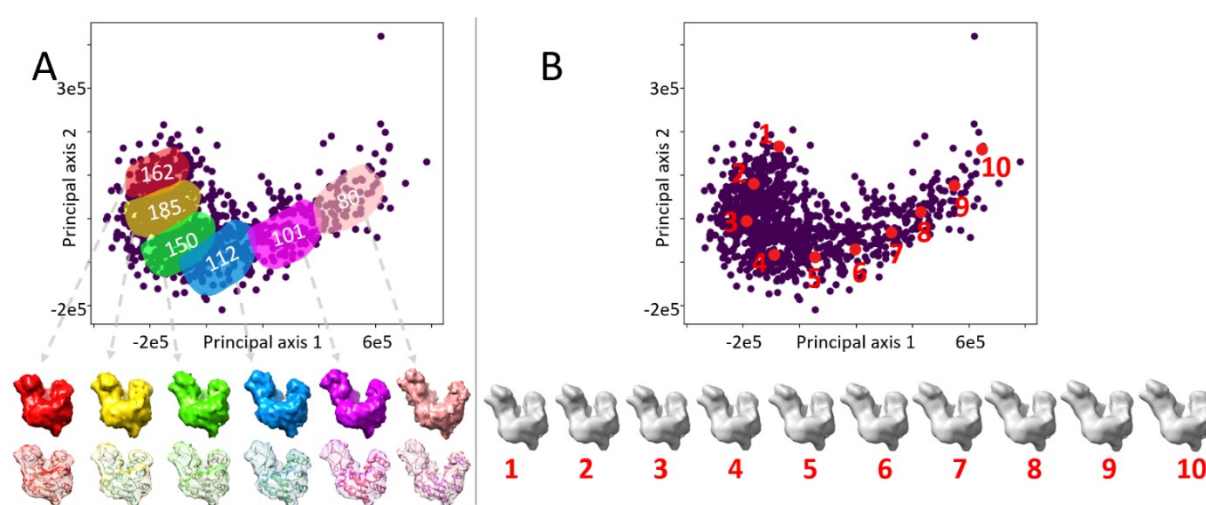 A
Principal axis 2
3e5
-2e5
162
185
150
112
101
80
-2e5
Principal axis 1
6e5
B
Principal axis 2
3e5
-2e5
1
2
3
4
5
6
7
8
9
10
-2e5
Principal axis 1
6e5
1 2 3 4 5 6 7 8 9 10